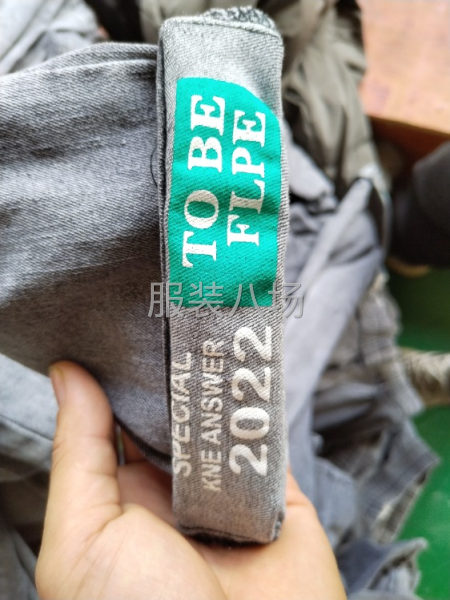 TO BE
FLPE
SPECIAL
KNE ANSWER
2022
服装八场